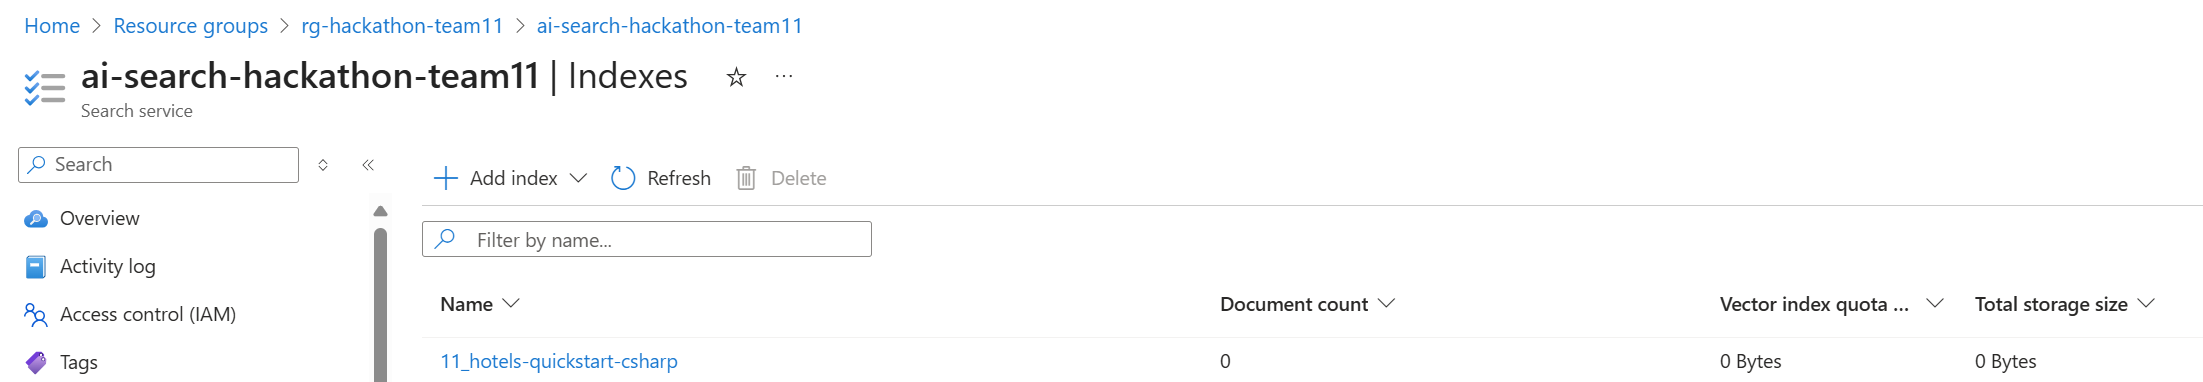 Home > Resource groups > rg-hackathon-team11 > ai-search-hackathon-team11
ai-search-hackathon-team11 | Indexes
Search service
Search
Add index
Refresh
Delete
Overview
Activity log
Access control (IAM)
Tags
Filter by name...
Name
Document count
Vector index quota ...
Total storage size
11_hotels-quickstart-csharp
0
0 Bytes
0 Bytes